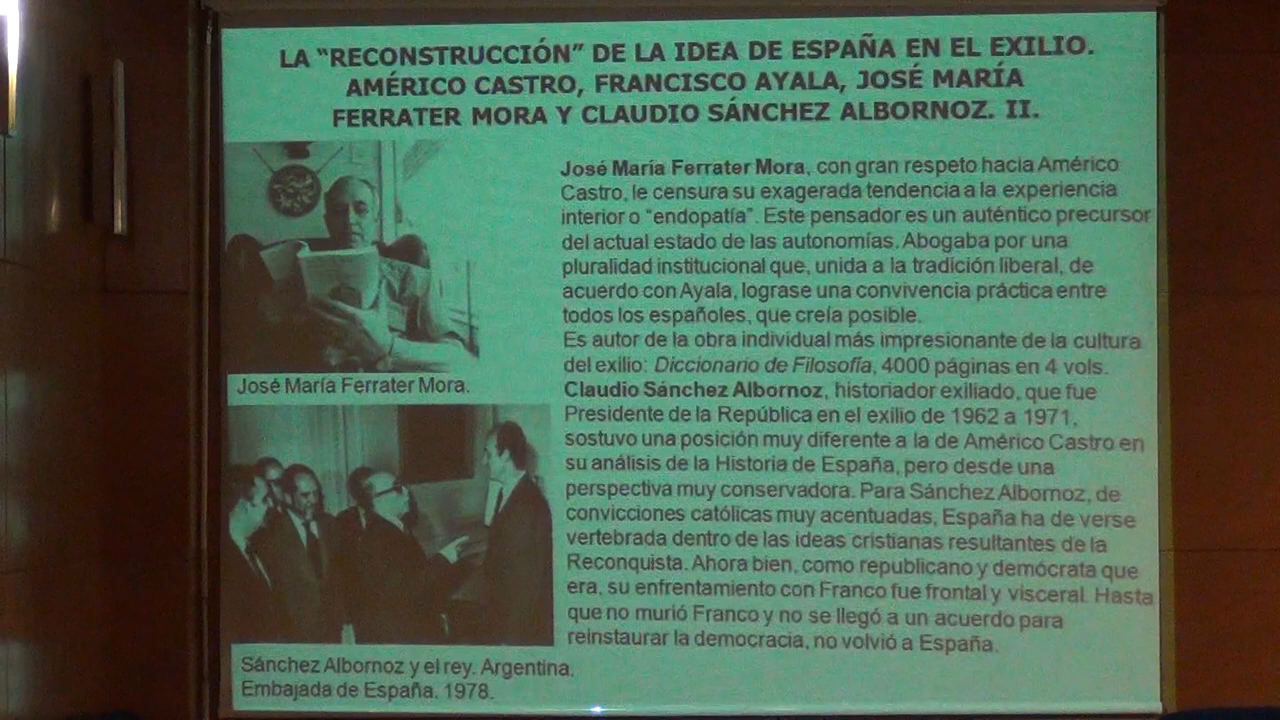 LA “RECONSTRUCCIÓN” DE LA IDEA DE ESPAÑA EN EL EXILIO.
AMÉRICO CASTRO, FRANCISCO AYALA, JOSÉ MARÍA
FERRATER MORA Y CLAUDIO SÁNCHEZ ALBORNOZ. II.
José María Ferrater Mora.
Sánchez Albornoz y el rey. Argentina.
Embajada de España. 1978.
José María Ferrater Mora, con gran respeto hacia Américo
Castro, le censura su exagerada tendencia a la experiencia
interior o “endopatía”. Este pensador es un auténtico precursor
del actual estado de las autonomías. Abogaba por una
pluralidad institucional que, unida a la tradición liberal, de
acuerdo con Ayala, lograse una convivencia práctica entre
todos los españoles, que creía posible.
Es autor de la obra individual más impresionante de la cultura
del exilio: Diccionario de Filosofía, 4000 páginas en 4 vols.
Claudio Sánchez Albornoz, historiador exiliado, que fue
Presidente de la República en el exilio de 1962 a 1971,
sostuvo una posición muy diferente a la de Américo Castro en
su análisis de la Historia de España, pero desde una
perspectiva muy conservadora. Para Sánchez Albornoz, de
convicciones católicas muy acentuadas, España ha de verse
vertebrada dentro de las ideas cristianas resultantes de la
Reconquista. Ahora bien, como republicano y demócrata que
era, su enfrentamiento con Franco fue frontal y visceral. Hasta
que no murió Franco y no se llegó a un acuerdo para
reinstaurar la democracia, no volvió a España.